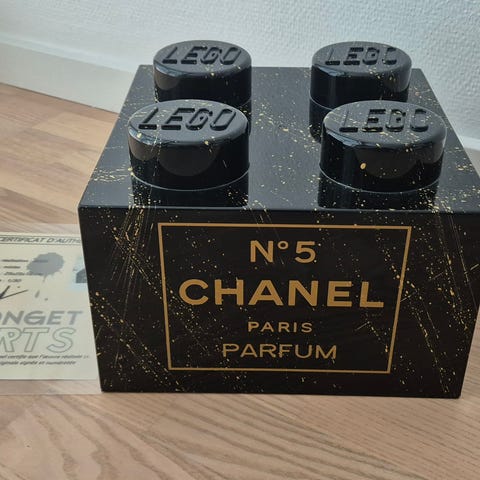 LEGO LEGO
LEGO LEGO
N°5
CHANEL
PARIS
PARFUM
CERTIFICAT D'AUTH
ONGET
RTS